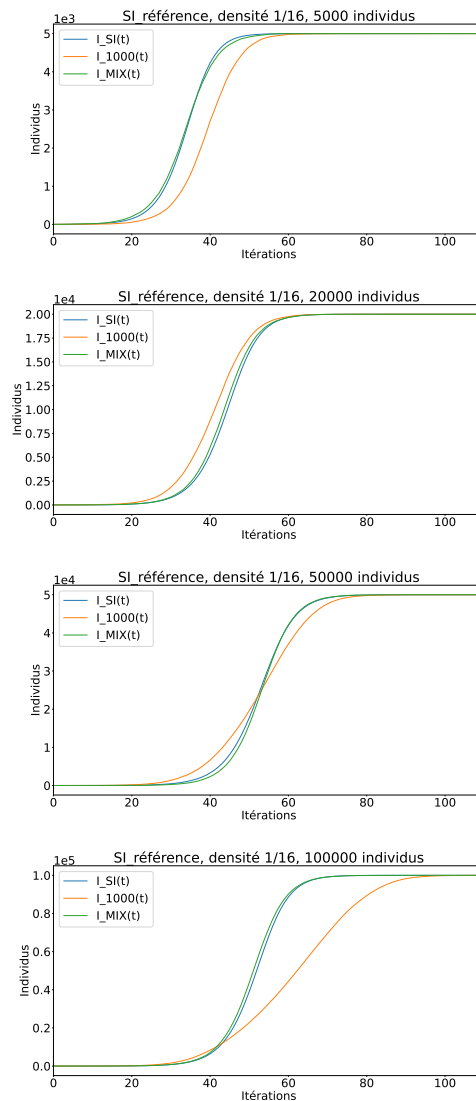 SI_référence, densité 1/16, 5000 individus
1e3
I_SI(t)
I_1000(t)
I_MIX(t)
5
4
3
2
1
0
Individus
0 20 40 60 80 100
Itérations
SI_référence, densité 1/16, 20000 individus
1e4
I_SI(t)
I_1000(t)
I_MIX(t)
2.00
1.75
1.50
1.25
1.00
0.75
0.50
0.25
0.00
Individus
0 20 40 60 80 100
Itérations
SI_référence, densité 1/16, 50000 individus
1e4
I_SI(t)
I_1000(t)
I_MIX(t)
5
4
3
2
1
0
Individus
0 20 40 60 80 100
Itérations
SI_référence, densité 1/16, 100000 individus
1e5
I_SI(t)
I_1000(t)
I_MIX(t)
1.0
0.8
0.6
0.4
0.2
0.0
Individus
0 20 40 60 80 100
Itérations